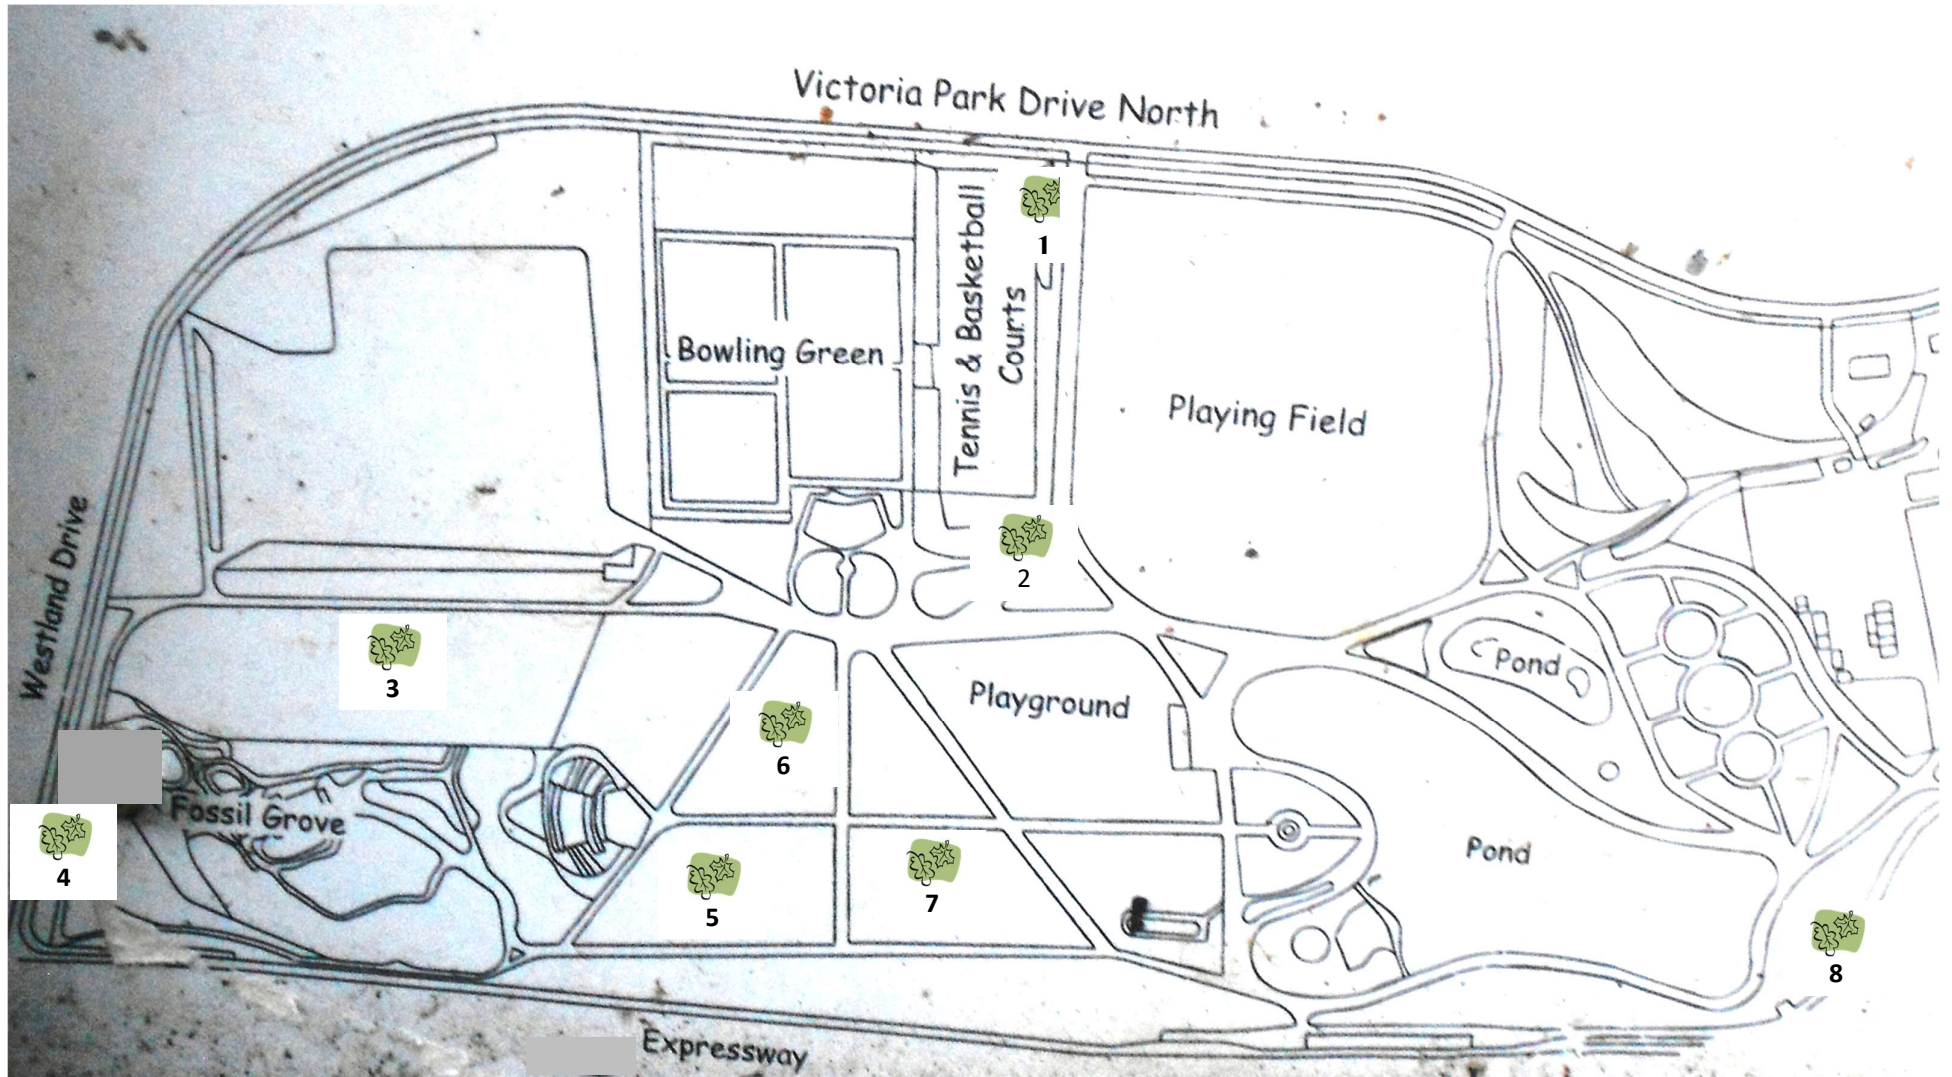 Victoria Park Drive North
1
Tennis & Basketball
Courts
Bowling Green
Playing Field
Westland Drive
2
3
Pond
Playground
6
Fossil Grove
4
5
7
Pond
8
Expressway